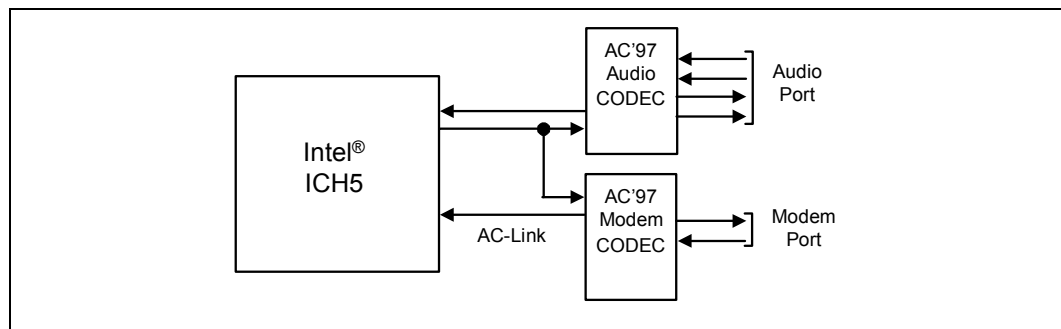 Intel®
ICH5
AC'97
Audio
CODEC
Audio
Port
AC'97
Modem
CODEC
Modem
Port
AC-Link